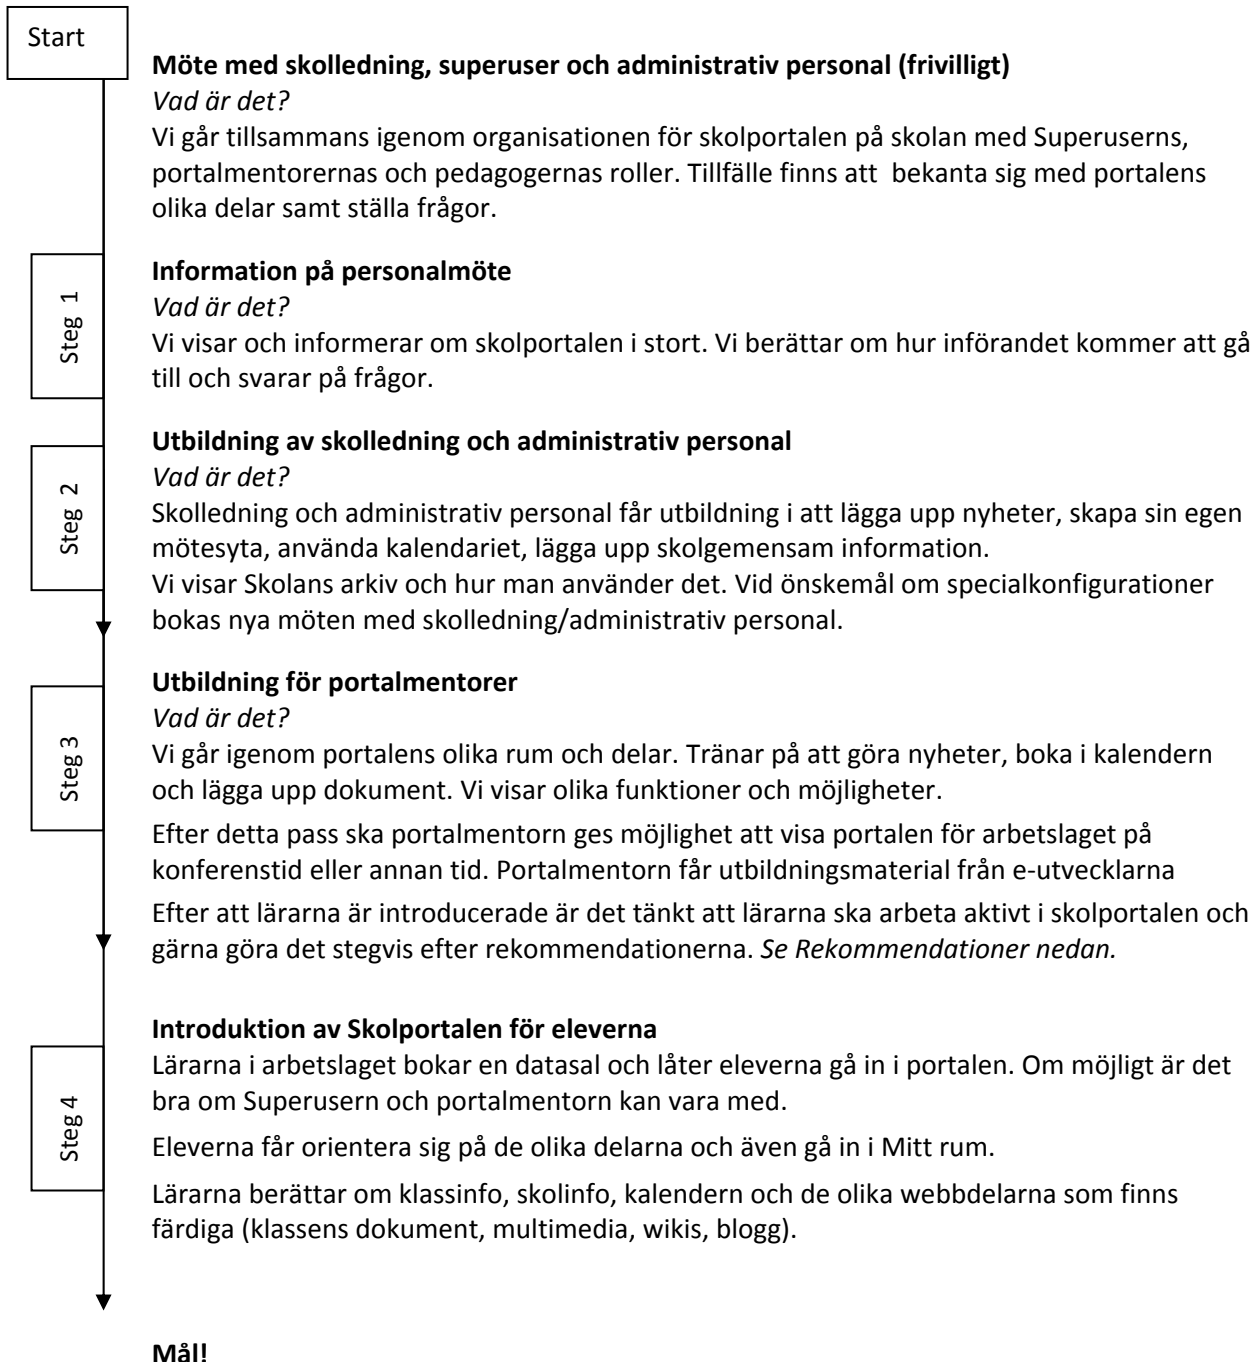 Start
Möte med skolledning, superuser och administrativ personal (frivilligt)
Vad är det?
Vi går tillsammans igenom organisationen för skolportalen på skolan med Superuserns,
portalmentorernas och pedagogernas roller. Tillfälle finns att  bekanta sig med portalens
olika delar samt ställa frågor.
Steg 1
Information på personalmöte
Vad är det?
Vi visar och informerar om skolportalen i stort. Vi berättar om hur införandet kommer att gå
till och svarar på frågor.
Steg 2
Utbildning av skolledning och administrativ personal
Vad är det?
Skolledning och administrativ personal får utbildning i att lägga upp nyheter, skapa sin egen
mötesyta, använda kalendariet, lägga upp skolgemensam information.
Vi visar Skolans arkiv och hur man använder det. Vid önskemål om specialkonfigurationer
bokas nya möten med skolledning/administrativ personal.
Steg 3
Utbildning för portalmentorer
Vad är det?
Vi går igenom portalens olika rum och delar. Tränar på att göra nyheter, boka i kalendern
och lägga upp dokument. Vi visar olika funktioner och möjligheter.
Efter detta pass ska portalmentorn ges möjlighet att visa portalen för arbetslaget på
konferenstid eller annan tid. Portalmentorn får utbildningsmaterial från e-utvecklarna
Efter att lärarna är introducerade är det tänkt att lärarna ska arbeta aktivt i skolportalen och
gärna göra det stegvis efter rekommendationerna. Se Rekommendationer nedan.
Steg 4
Introduktion av Skolportalen för eleverna
Lärarna i arbetslaget bokar en datasal och låter eleverna gå in i portalen. Om möjligt är det
bra om Superusern och portalmentorn kan vara med.
Eleverna får orientera sig på de olika delarna och även gå in i Mitt rum.
Lärarna berättar om klassinfo, skolinfo, kalendern och de olika webbdelarna som finns
färdiga (klassens dokument, multimedia, wikis, blogg).
Mål!